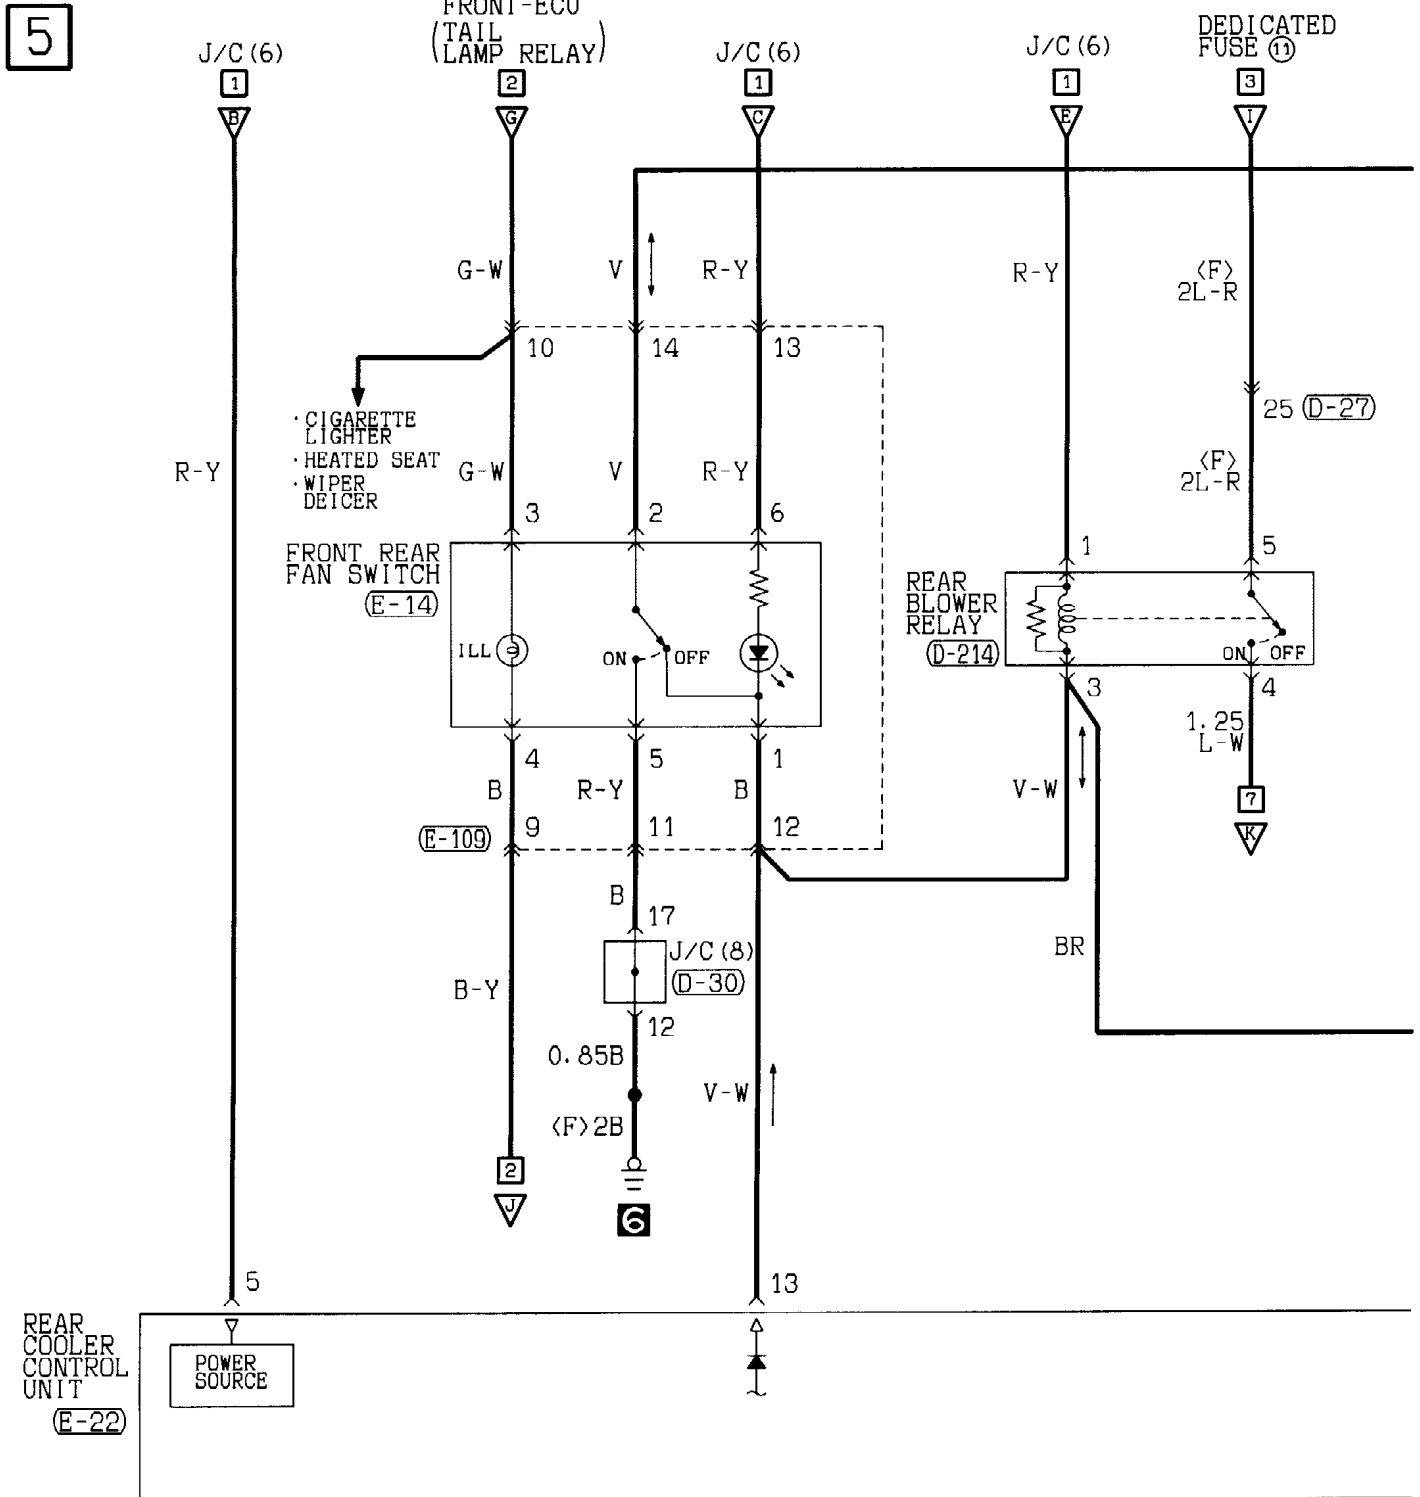 5
FRONT-ECU
(TAIL
LAMP RELAY)
DEDICATED
FUSE ⑪
J/C (6)
J/C (6)
J/C (6)
1
2
1
1
3
B
G
C
E
I
G-W
V
R-Y
R-Y
<F>
2L-R
10
14
13
25
D-27
· CIGARETTE
LIGHTER
· HEATED SEAT
· WIPER
DEICER
R-Y
G-W
V
R-Y
<F>
2L-R
3
2
6
1
5
FRONT REAR
FAN SWITCH
E-14
ILL
ON
OFF
REAR
BLOWER
RELAY
D-214
ON
OFF
4
5
1
3
4
B
R-Y
B
V-W
1.25
L-W
7
K
E-109
9
11
12
B
17
J/C (8)
D-30
BR
B-Y
12
0.85B
V-W
<F>2B
2
J
6
5
13
REAR
COOLER
CONTROL
UNIT
E-22
POWER
SOURCE